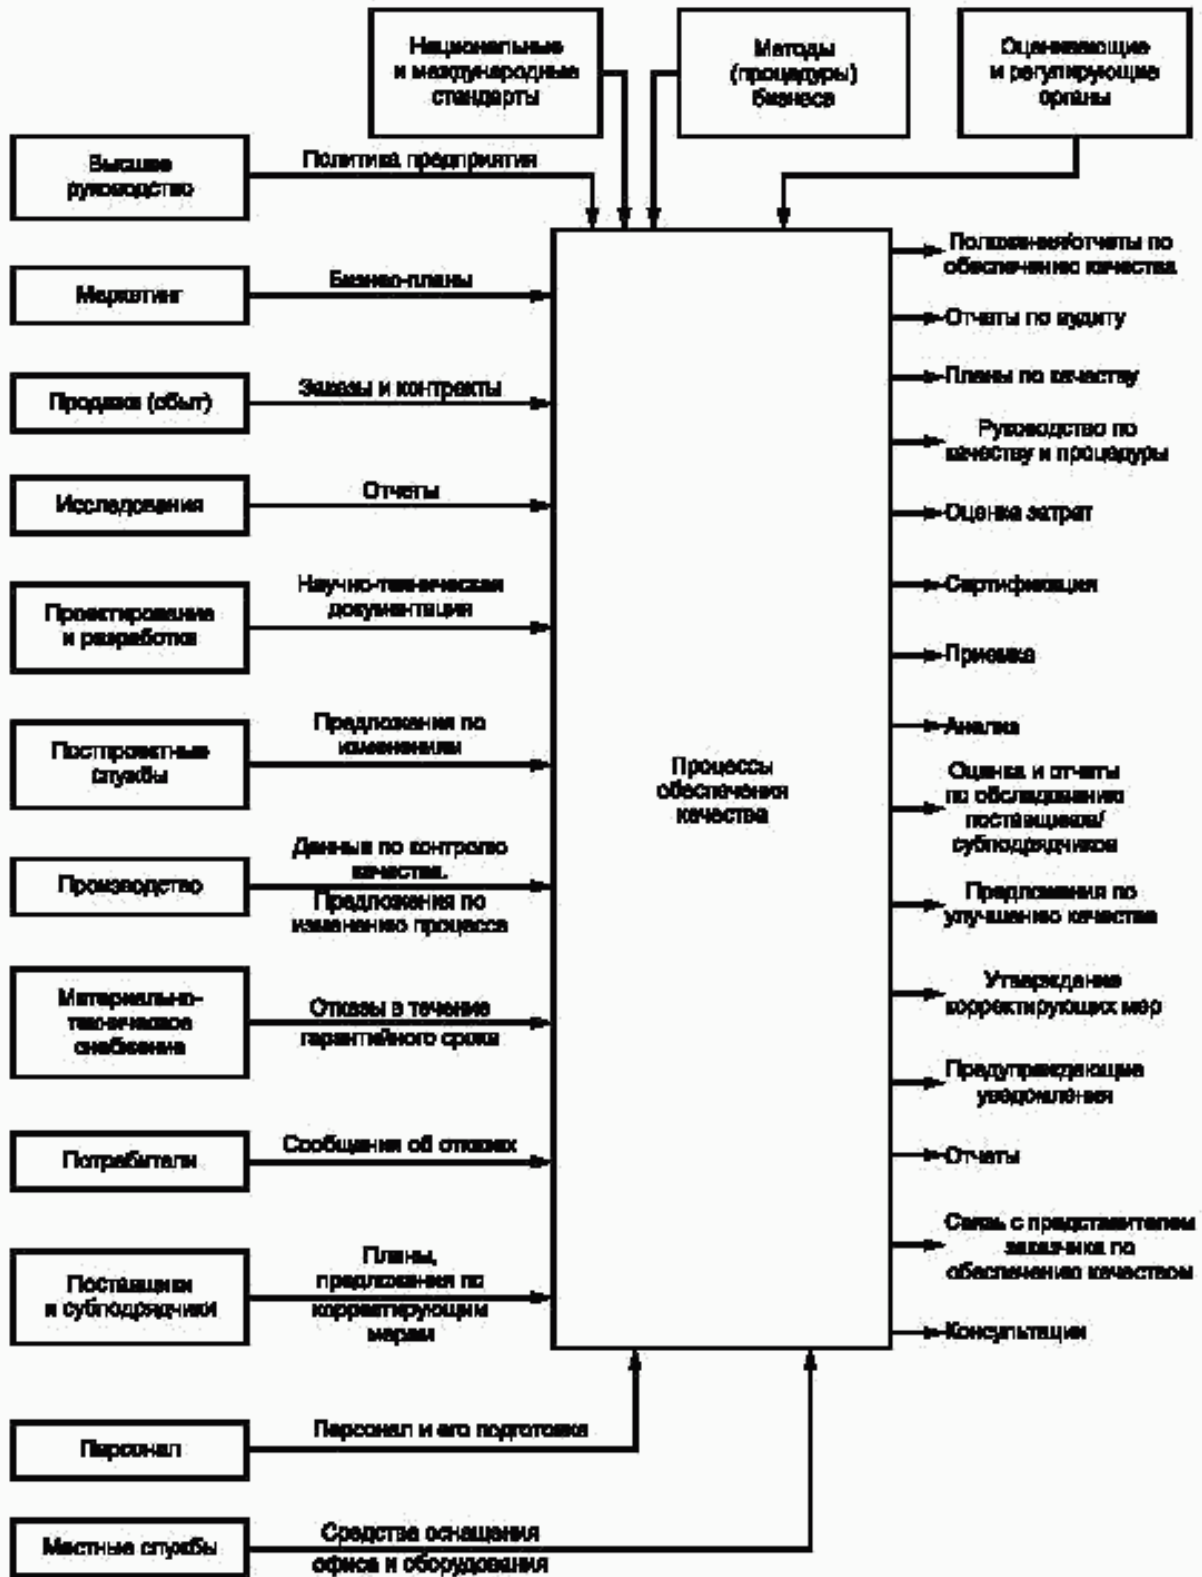 Национальные
и международные
стандарты
Методы
(процедуры)
бизнеса
Оценивающие
и регулирующие
органы
Высшее
руководство
Политика предприятия
Маркетинг
Бизнес-планы
Продажа (сбыт)
Заказы и контракты
Исследования
Отчеты
Проектирование
и разработка
Научно-техническая
документация
Постпроектные
службы
Предложения по
изменениям
Производство
Данные по контролю
качества.
Предложения по
изменению процесса
Материально-
техническое
снабжение
Отказы в течение
гарантийного срока
Потребители
Сообщения об отказах
Поставщики
и субподрядчики
Планы,
предложения по
корректирующим
мерам
Персонал
Персонал и его подготовка
Местные службы
Средства оснащения
офиса и оборудования
Процессы
обеспечения
качества
Положения/отчеты по
обеспечению качества
Отчеты по аудиту
Планы по качеству
Руководство по
качеству и процедуры
Оценка затрат
Сертификация
Приемка
Анализ
Оценка и отчеты
по обследованию
поставщиков/
субподрядчиков
Предложения по
улучшению качества
Утверждение
корректирующих мер
Предупреждающие
уведомления
Отчеты
Связь с представителем
заказчика по
обеспечению качеством
Консультации